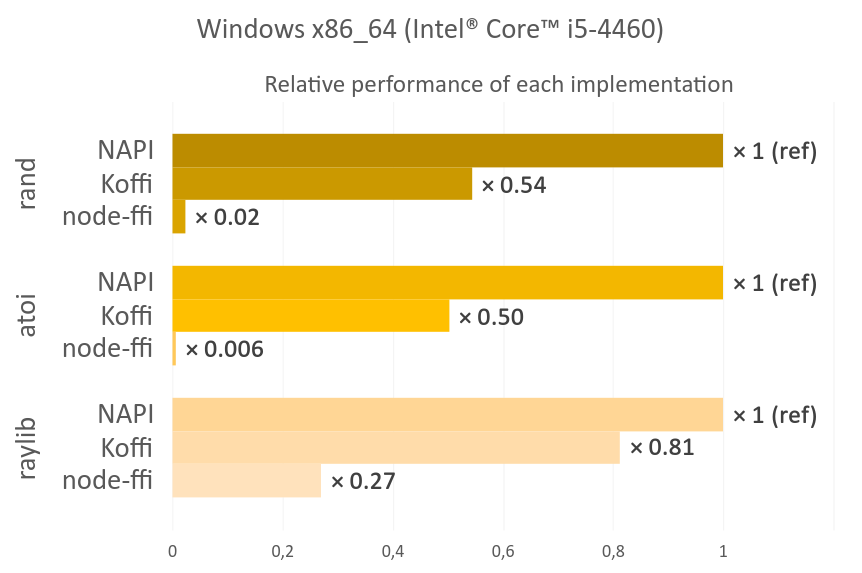 Windows x86_64 (Intel® Core™ i5-4460)
Relative performance of each implementation
rand
NAPI × 1 (ref)
Koffi × 0.54
node-ffi × 0.02
atoi
NAPI × 1 (ref)
Koffi × 0.50
node-ffi × 0.006
raylib
NAPI × 1 (ref)
Koffi × 0.81
node-ffi × 0.27
0 0,2 0,4 0,6 0,8 1